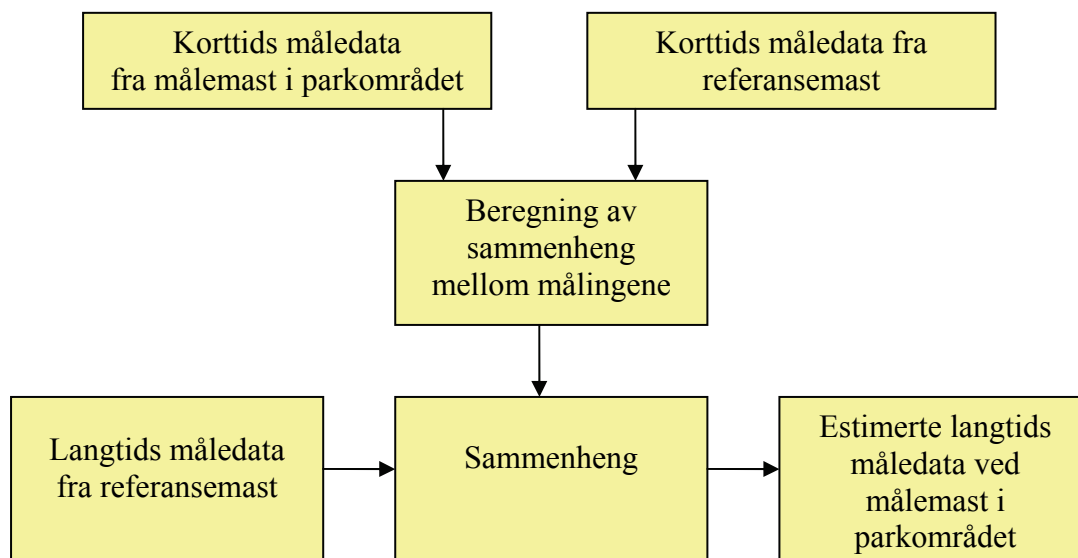 Korttids måledata
fra målemast i parkområdet
Korttids måledata fra
referansemast
Beregning av
sammenheng
mellom målingene
Langtids måledata
fra referansemast
Sammenheng
Estimerte langtids
måledata ved
målemast i
parkområdet